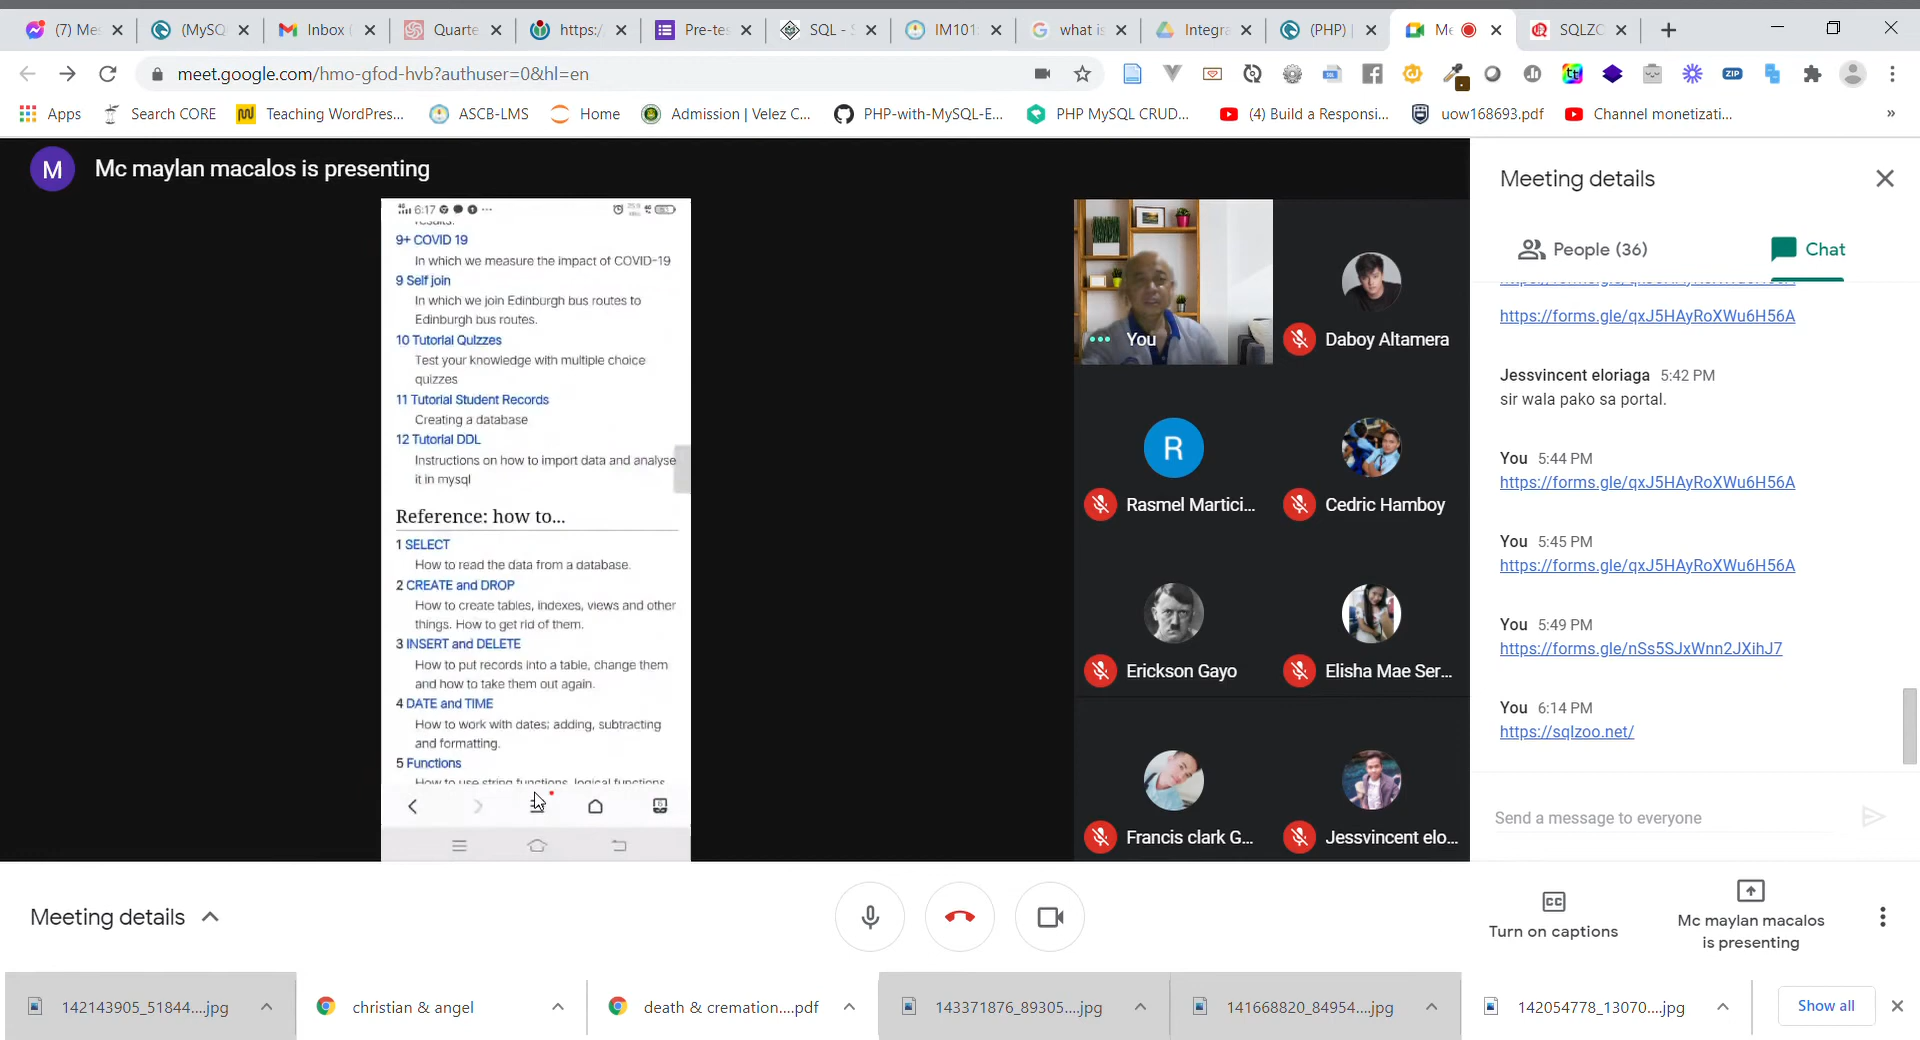 (7) Me
(MySQ
Inbox (
Quarte
https:/
Pre-te
SQL - S
IM101
what i
Integra
(PHP) |
Me
SQLZO
meet.google.com/hmo-gfod-hvb?authuser=0&hl=en
Apps
Search CORE
Teaching WordPres...
ASCB-LMS
Home
Admission | Velez C...
PHP-with-MySQL-E...
PHP MySQL CRUD...
(4) Build a Responsi...
uow168693.pdf
Channel monetizati...
»
M
Mc maylan macalos is presenting
6:17
results.
9+ COVID 19
In which we measure the impact of COVID-19
9 Self join
In which we join Edinburgh bus routes to
Edinburgh bus routes.
10 Tutorial Quizzes
Test your knowledge with multiple choice
quizzes
11 Tutorial Student Records
Creating a database
12 Tutorial DDL
Instructions on how to import data and analyse
it in mysql
Reference: how to...
1 SELECT
How to read the data from a database.
2 CREATE and DROP
How to create tables, indexes, views and other
things. How to get rid of them.
3 INSERT and DELETE
How to put records into a table, change them
and how to take them out again.
4 DATE and TIME
How to work with dates; adding, subtracting
and formatting.
5 Functions
How to use string functions, logical functions
You
Daboy Altamera
R
Rasmel Martici...
Cedric Hamboy
Erickson Gayo
Elisha Mae Ser...
Francis clark G...
Jessvincent elo...
Meeting details
People (36)
Chat
https://forms.gle/qxJ5HAyRoXWu6H56A
Jessvincent eloriaga 5:42 PM
sir wala pako sa portal.
You 5:44 PM
https://forms.gle/qxJ5HAyRoXWu6H56A
You 5:45 PM
https://forms.gle/qxJ5HAyRoXWu6H56A
You 5:49 PM
https://forms.gle/nSs5SJxWnn2JXihJ7
You 6:14 PM
https://sqlzoo.net/
Send a message to everyone
Meeting details
Turn on captions
Mc maylan macalos
is presenting
142143905_51844....jpg
christian & angel
death & cremation....pdf
143371876_89305....jpg
141668820_84954....jpg
142054778_13070....jpg
Show all